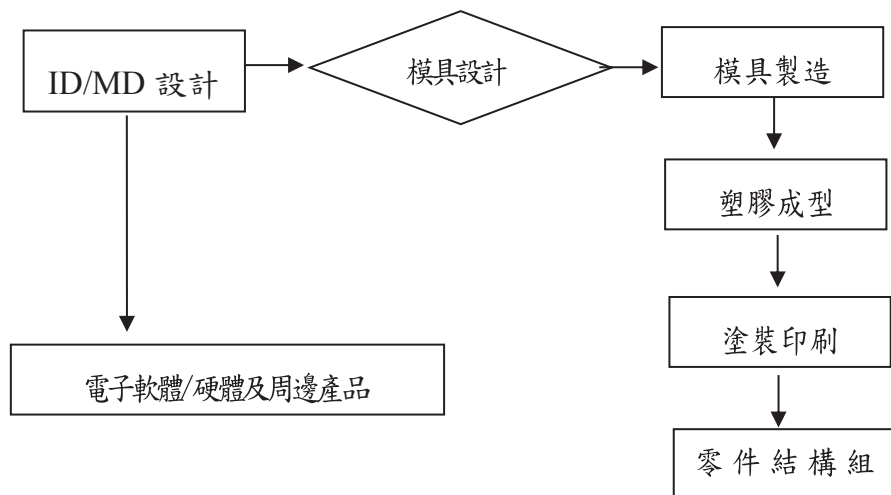 ID/MD 設計
模具設計
模具製造
塑膠成型
塗裝印刷
電子軟體/硬體及周邊產品
零件結構組